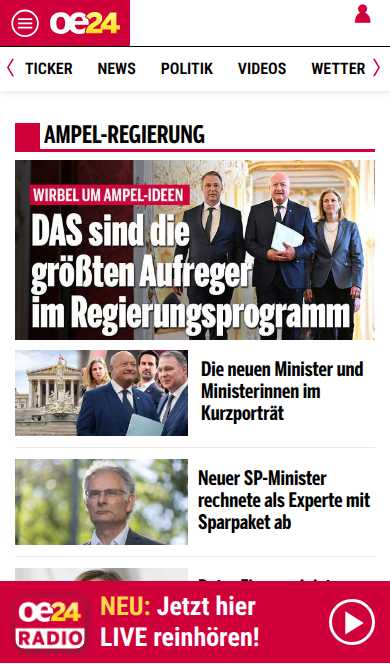 oe24
TICKER NEWS POLITIK VIDEOS WETTER
AMPEL-REGIERUNG
WIRBEL UM AMPEL-IDEEN
DAS sind die
größten Aufreger
im Regierungsprogramm
Die neuen Minister und
Ministerinnen im
Kurzporträt
Neuer SP-Minister
rechnete als Experte mit
Sparpaket ab
oe24
RADIO
NEU: Jetzt hier
LIVE reinhören!